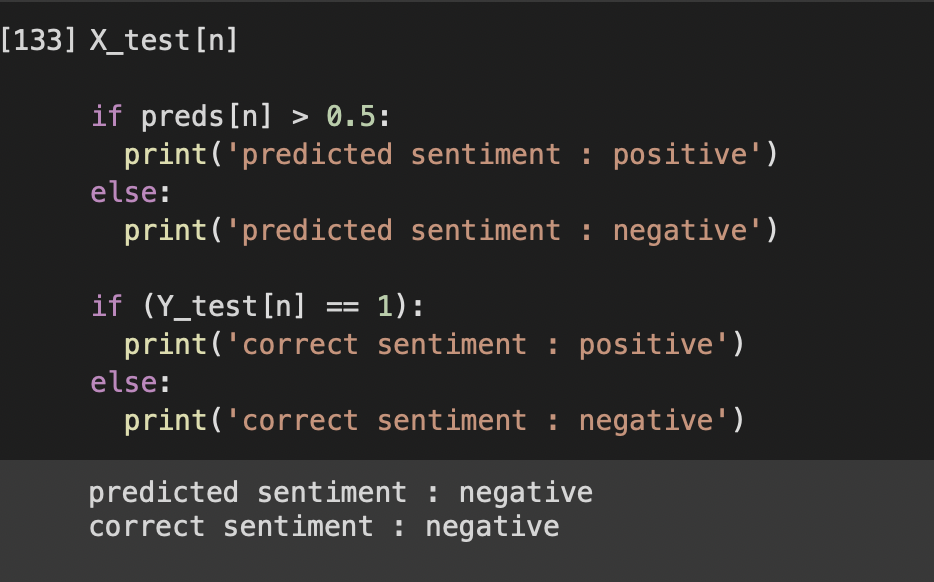 [133] X_test[n]
if preds[n] > 0.5:
print('predicted sentiment : positive')
else:
print('predicted sentiment : negative')
if (Y_test[n] == 1):
print('correct sentiment : positive')
else:
print('correct sentiment : negative')
predicted sentiment : negative
correct sentiment : negative